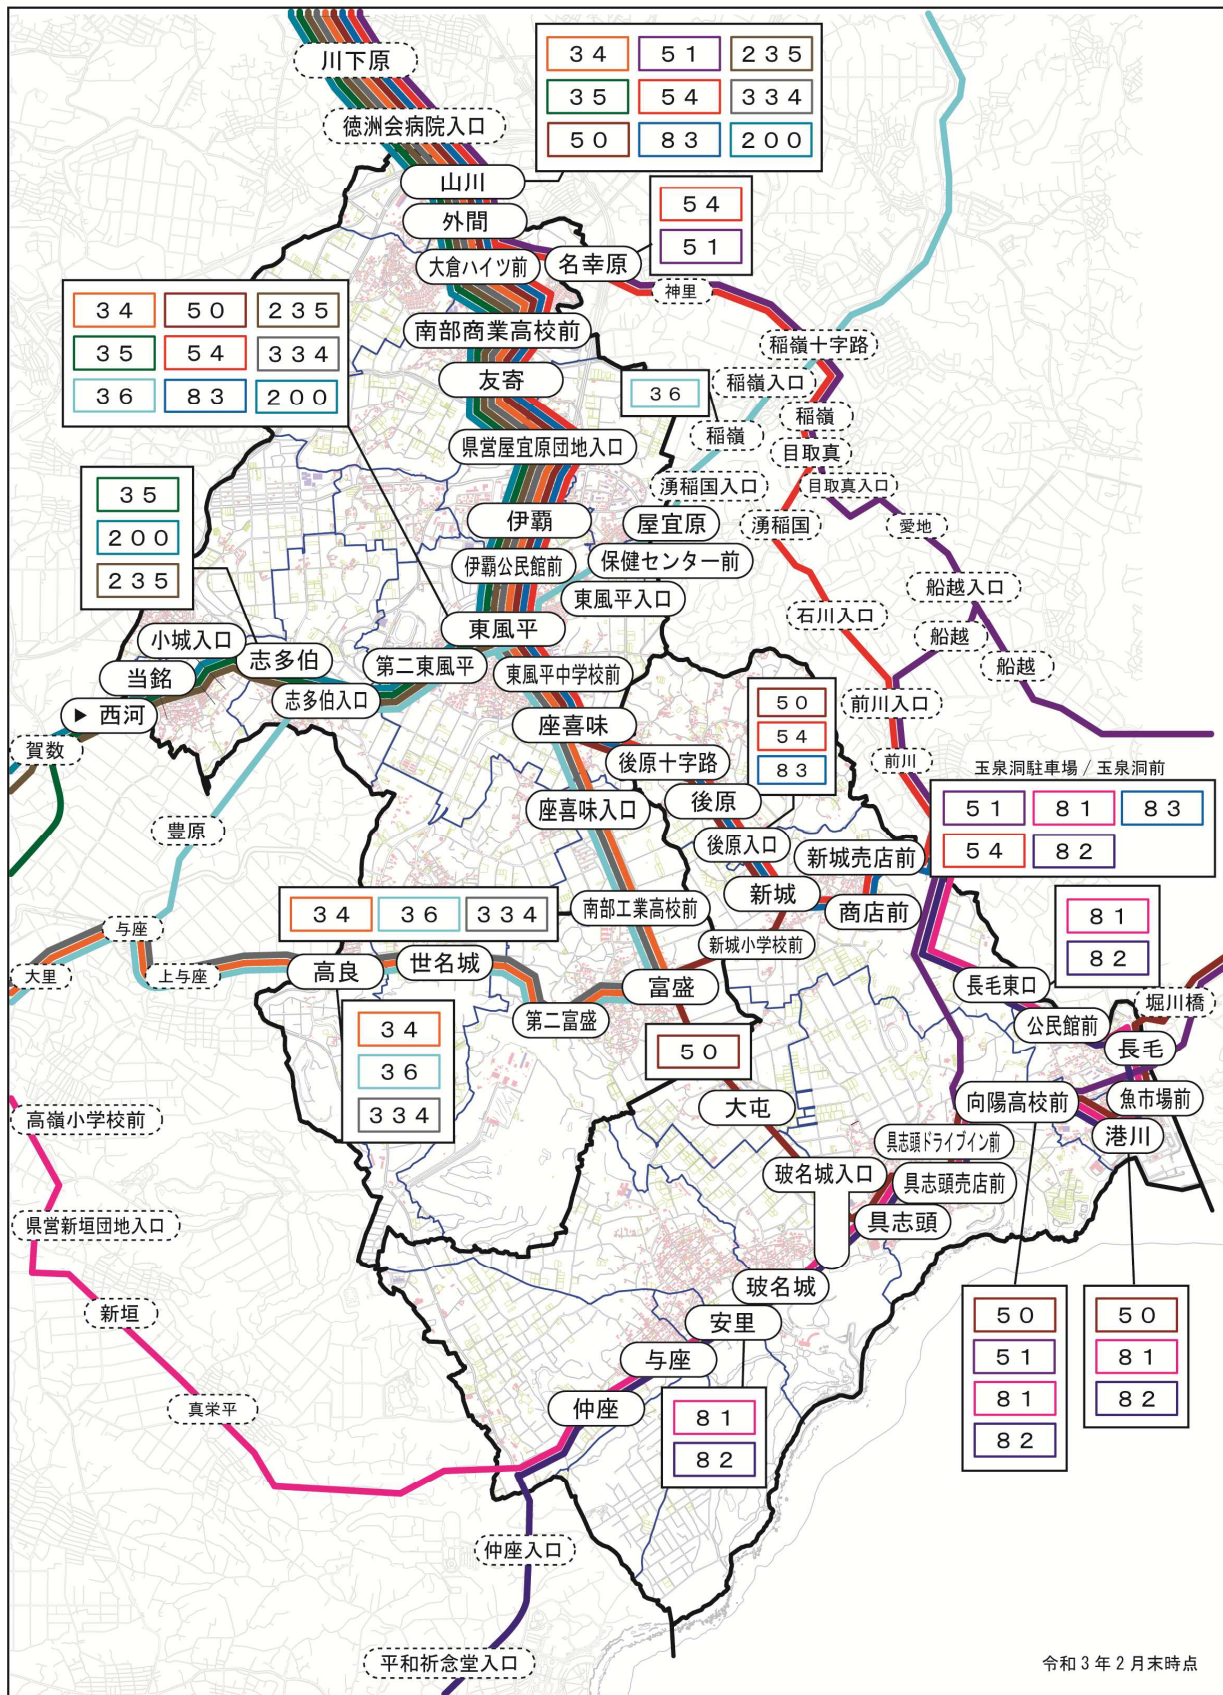 川下原
34 51 235
35 54 334
50 83 200
徳洲会病院入口
山川
外間
54
51
大倉ハイツ前
名幸原
神里
34 50 235
35 54 334
36 83 200
南部商業高校前
稲嶺十字路
友寄
36
稲嶺入口
稲嶺
稲嶺
県営屋宜原団地入口
目取真
湧稲国入口
目取真入口
35
200
235
伊覇
屋宜原
湧稲国
愛地
伊覇公民館前
保健センター前
船越入口
東風平入口
石川入口
東風平
船越
小城入口
志多伯
第二東風平
東風平中学校前
船越
当銘
志多伯入口
50
54
83
前川入口
▶ 西河
座喜味
賀数
後原十字路
前川
玉泉洞駐車場 / 玉泉洞前
51 81 83
54 82
座喜味入口
後原
豊原
後原入口
新城売店前
新城
商店前
34 36 334
南部工業高校前
81
82
与座
新城小学校前
大里
上与座
高良
世名城
富盛
長毛東口
堀川橋
第二富盛
公民館前
34
36
334
50
長毛
大屯
向陽高校前
魚市場前
高嶺小学校前
港川
具志頭ドライブイン前
玻名城入口
具志頭売店前
県営新垣団地入口
具志頭
玻名城
新垣
安里
50
51
81
82
50
81
82
与座
真栄平
仲座
81
82
仲座入口
平和祈念堂入口
令和3年2月末時点